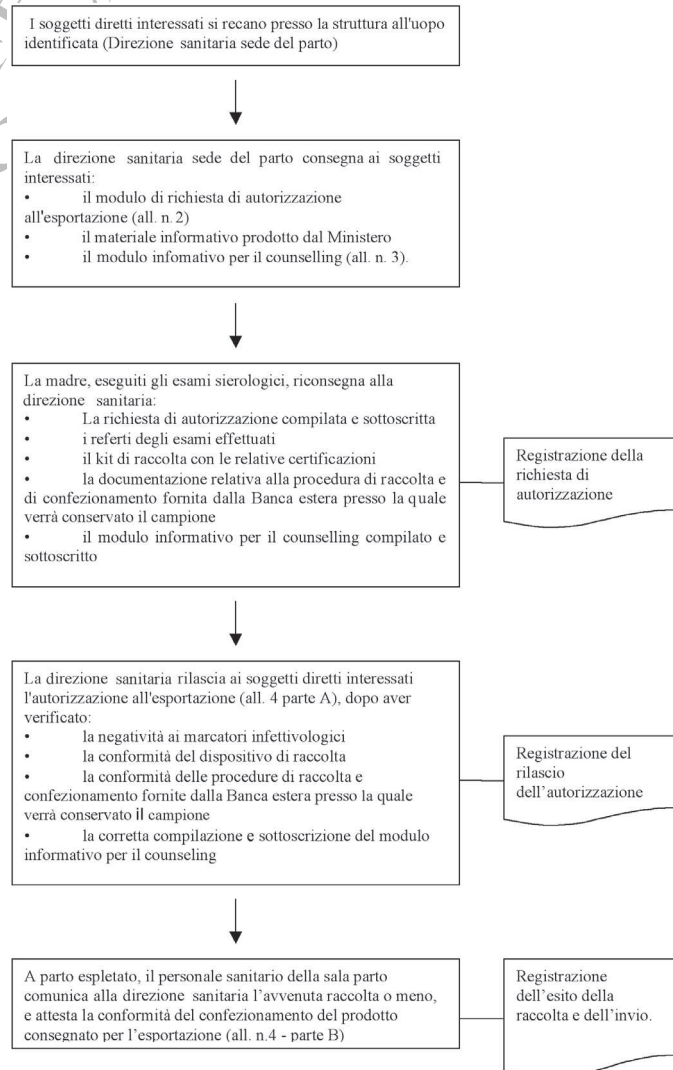 I soggetti diretti interessati si recano presso la struttura all'uopo
identificata (Direzione sanitaria sede del parto)
La direzione sanitaria sede del parto consegna ai soggetti
interessati:
• il modulo di richiesta di autorizzazione
all'esportazione (all. n. 2)
• il materiale informativo prodotto dal Ministero
• il modulo infomativo per il counselling (all. n. 3).
La madre, eseguiti gli esami sierologici, riconsegna alla
direzione sanitaria:
• La richiesta di autorizzazione compilata e sottoscritta
• i referti degli esami effettuati
• il kit di raccolta con le relative certificazioni
• la documentazione relativa alla procedura di raccolta e
di confezionamento fornita dalla Banca estera presso la quale
verrà conservato il campione
• il modulo informativo per il counselling compilato e
sottoscritto
Registrazione della
richiesta di
autorizzazione
La direzione sanitaria rilascia ai soggetti diretti interessati
l'autorizzazione all'esportazione (all. 4 parte A), dopo aver
verificato:
• la negatività ai marcatori infettivologici
• la conformità del dispositivo di raccolta
• la conformità delle procedure di raccolta e
confezionamento fornite dalla Banca estera presso la quale
verrà conservato il campione
• la corretta compilazione e sottoscrizione del modulo
informativo per il counseling
Registrazione del
rilascio
dell'autorizzazione
A parto espletato, il personale sanitario della sala parto
comunica alla direzione sanitaria l'avvenuta raccolta o meno,
e attesta la conformità del confezionamento del prodotto
consegnato per l'esportazione (all. n.4 - parte B)
Registrazione
dell'esito della
raccolta e dell'invio.